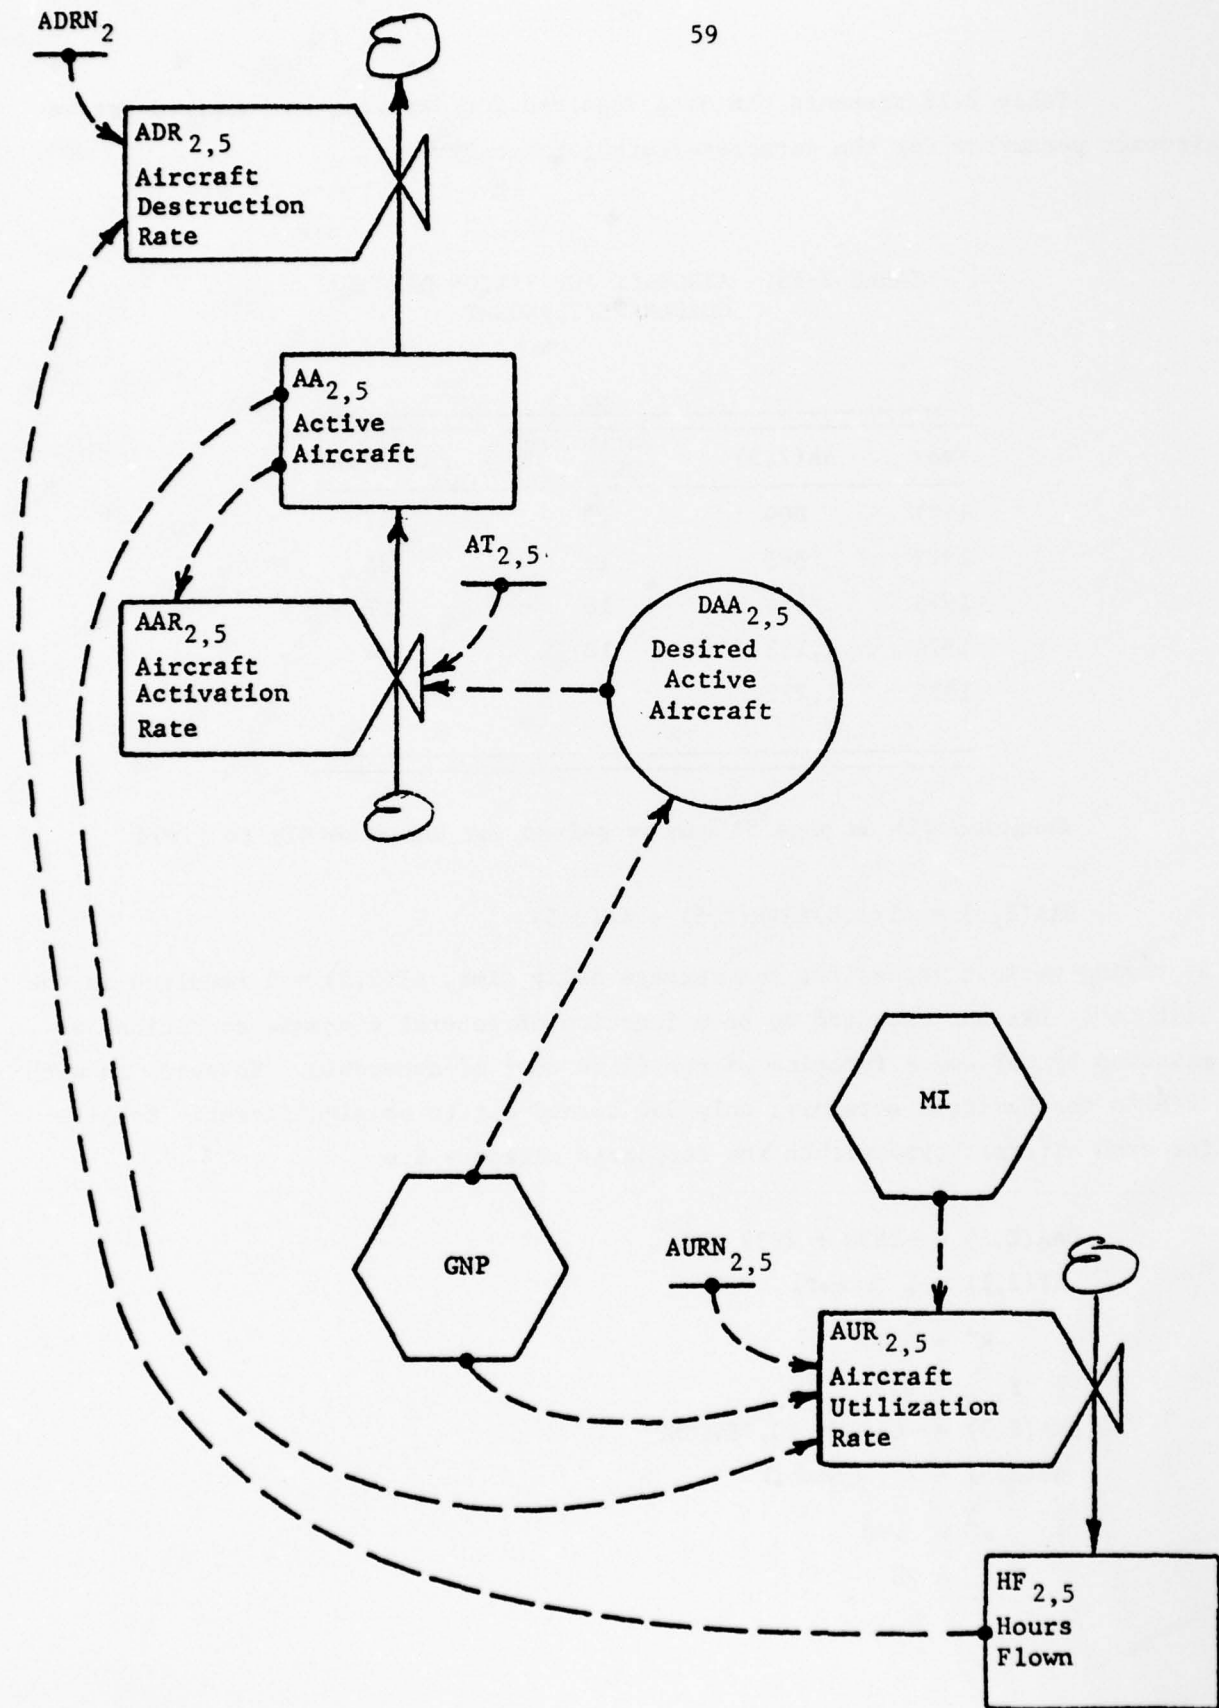 ADRN2
59
ADR2,5
Aircraft
Destruction
Rate
AA2,5
Active
Aircraft
AT2,5
AAR2,5
Aircraft
Activation
Rate
DAA2,5
Desired
Active
Aircraft
MI
GNP
AURN2,5
AUR2,5
Aircraft
Utilization
Rate
HF2,5
Hours
Flown